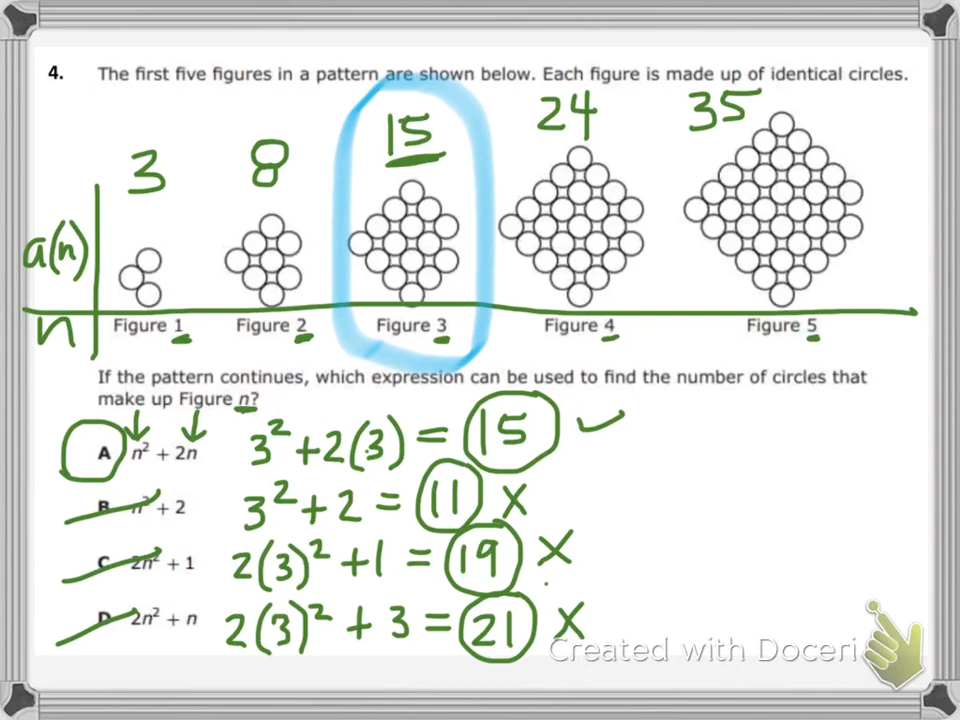 4. The first five figures in a pattern are shown below. Each figure is made up of identical circles.
3 8 15 24 35
a(n)
n Figure 1 Figure 2 Figure 3 Figure 4 Figure 5
If the pattern continues, which expression can be used to find the number of circles that
make up Figure n?
A n² + 2n 3² + 2(3) = 15 ✓
B n² + 2 3² + 2 = 11 X
C 2n² + 1 2(3)² + 1 = 19 X
D 2n² + n 2(3)² + 3 = 21 X
Created with Doceri